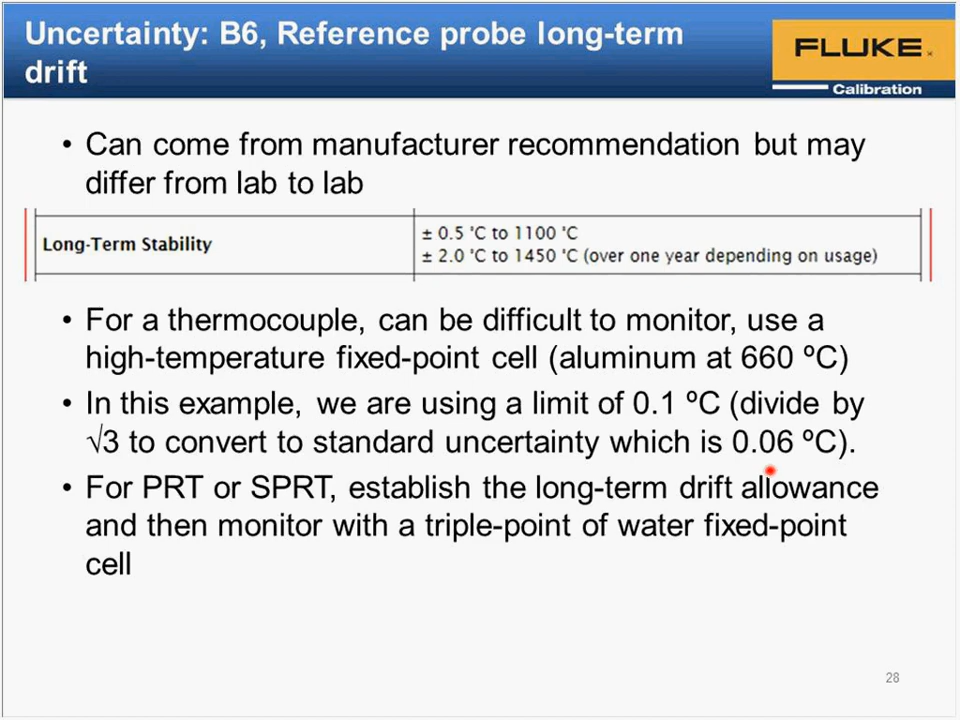 Uncertainty: B6, Reference probe long-term
drift
FLUKE
Calibration
• Can come from manufacturer recommendation but may
differ from lab to lab
Long-Term Stability
± 0.5 °C to 1100 °C
± 2.0 °C to 1450 °C (over one year depending on usage)
• For a thermocouple, can be difficult to monitor, use a
high-temperature fixed-point cell (aluminum at 660 ºC)
• In this example, we are using a limit of 0.1 ºC (divide by
√3 to convert to standard uncertainty which is 0.06 ºC).
• For PRT or SPRT, establish the long-term drift allowance
and then monitor with a triple-point of water fixed-point
cell
28